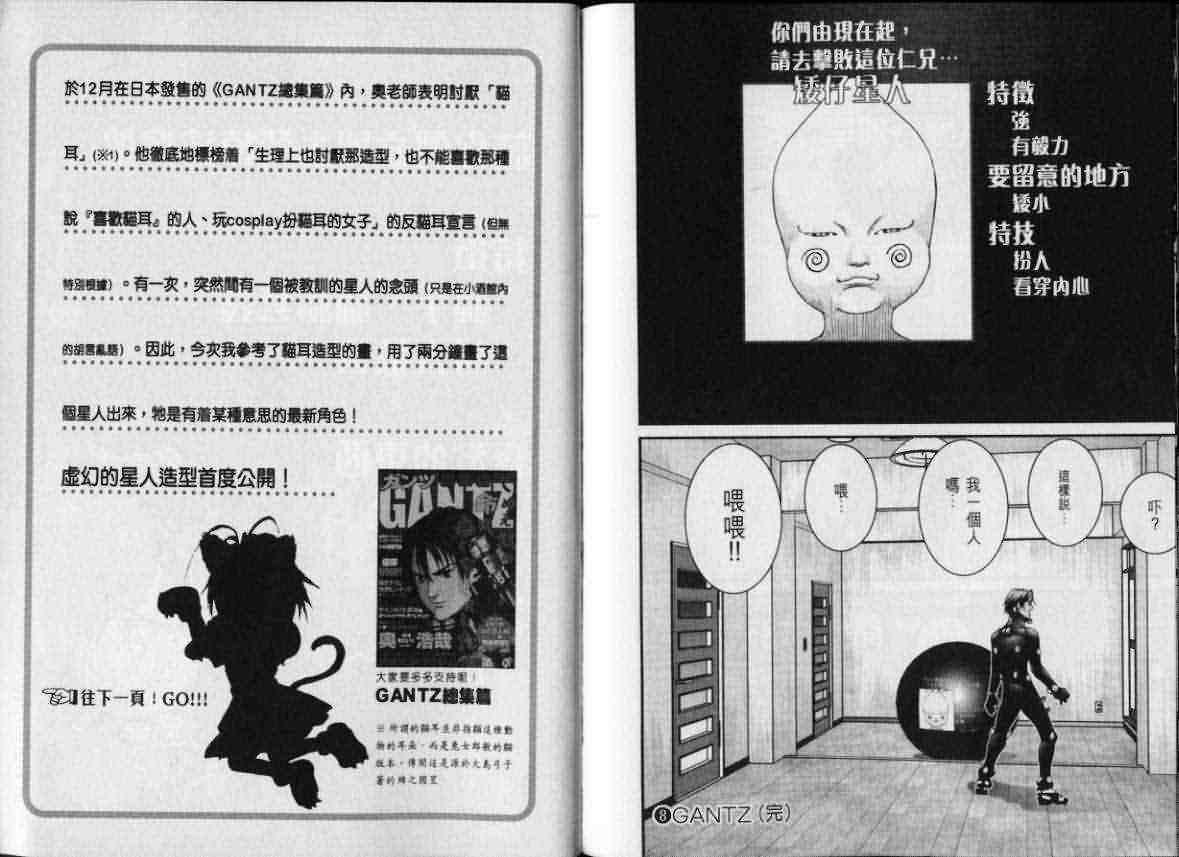 於12月在日本發售的《GANTZ總集篇》內，奧老師表明討厭「貓
耳」(※1)。他徹底地標榜着「生理上也討厭那造型，也不能喜歡那種
說『喜歡貓耳』的人、玩cosplay扮貓耳的女子」的反貓耳宣言（但無
特別根據）。有一次，突然間有一個被教訓的星人的念頭（只是在小酒館內
的胡言亂語）。因此，今次我參考了貓耳造型的畫，用了兩分鐘畫了這
個星人出來，牠是有着某種意思的最新角色！
虛幻的星人造型首度公開！
往下一頁！GO!!!
ガンツ
GANTZ
奧 浩哉
大家要多多支持呢！
GANTZ總集篇
※所謂的貓耳並非指貓這種動
物的耳朵，而是兔女郎般的貓
版本。傳聞這是源於大島弓子
著的綿之國星
你們由現在起，
請去擊敗這位仁兄…
矮仔星人
特徵
強
有毅力
要留意的地方
矮小
特技
扮人
看穿內心
吓？
這樣說…
我一個人
嗎…
喂…
喂
喂!!
8GANTZ（完）